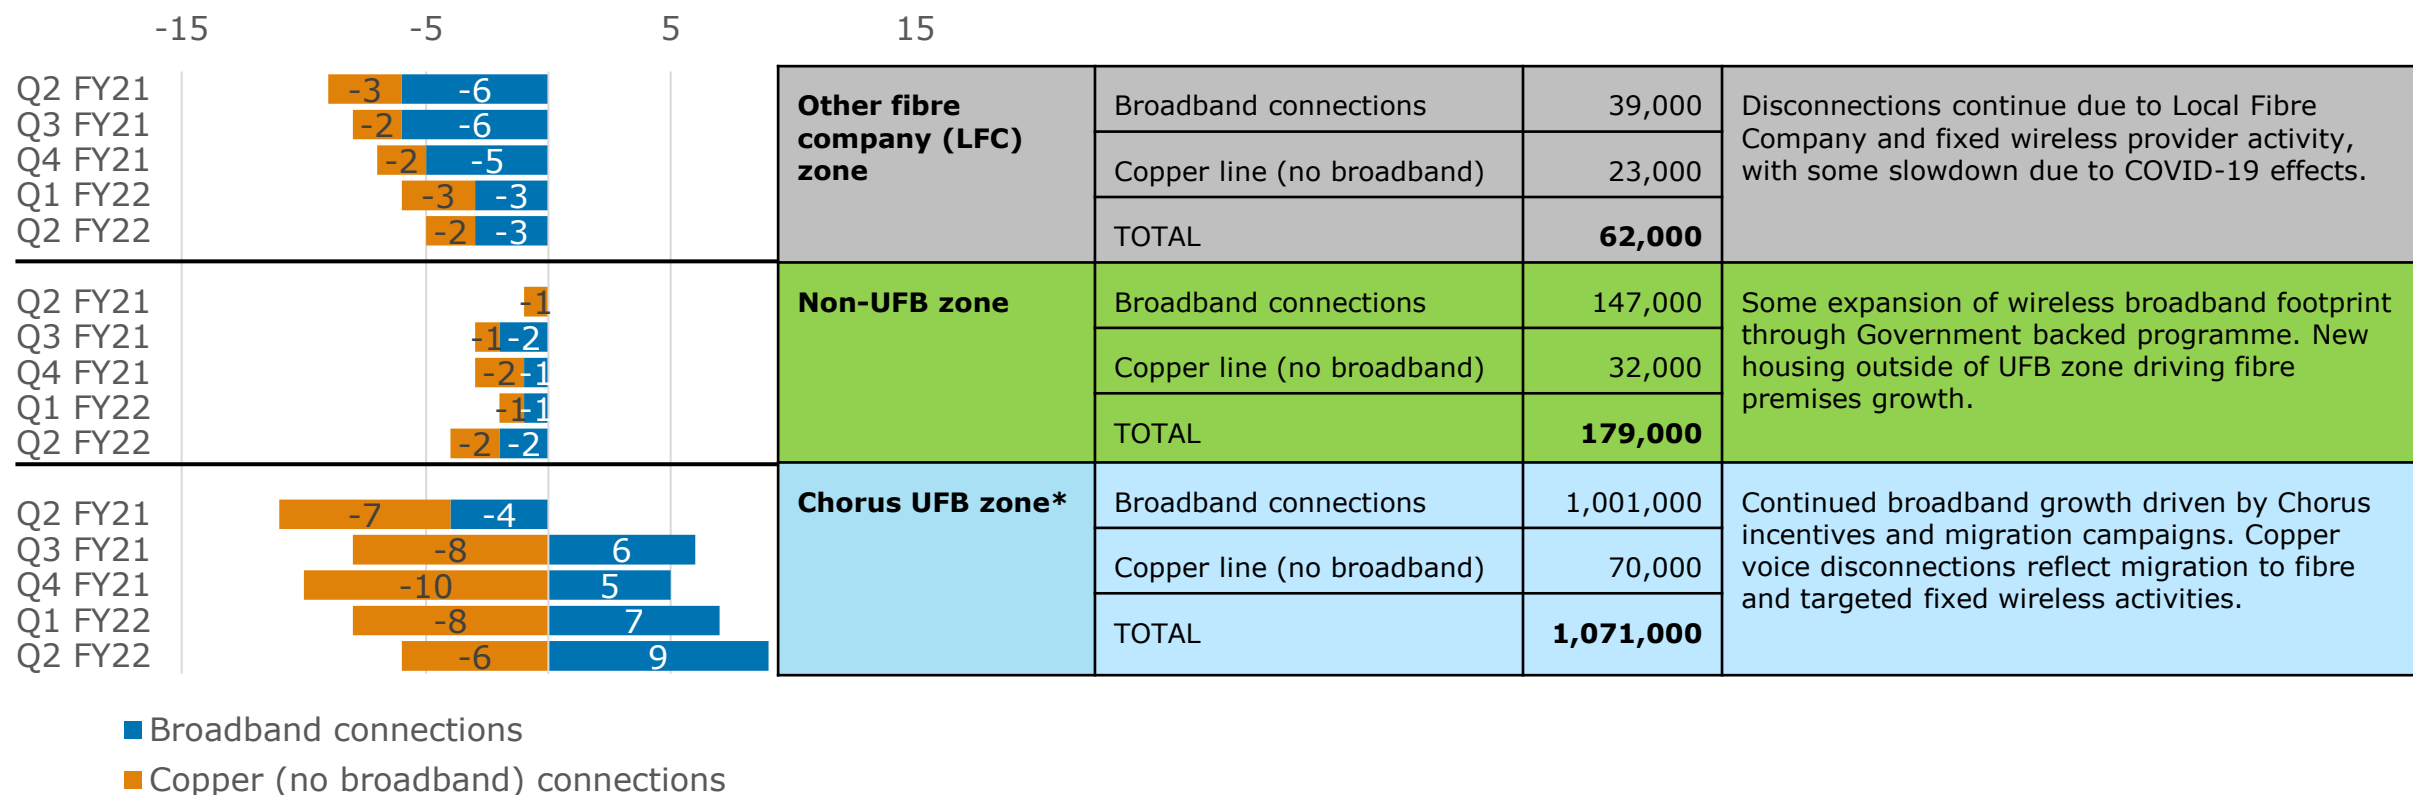 -15 -5 5 15
Q2 FY21 -3 -6
Q3 FY21 -2 -6
Q4 FY21 -2 -5
Q1 FY22 -3 -3
Q2 FY22 -2 -3
Other fibre
company (LFC)
zone
Broadband connections 39,000
Copper line (no broadband) 23,000
TOTAL 62,000
Disconnections continue due to Local Fibre
Company and fixed wireless provider activity,
with some slowdown due to COVID-19 effects.
Q2 FY21 -1
Q3 FY21 -1 -2
Q4 FY21 -2 -1
Q1 FY22 -1 -1
Q2 FY22 -2 -2
Non-UFB zone
Broadband connections 147,000
Copper line (no broadband) 32,000
TOTAL 179,000
Some expansion of wireless broadband footprint
through Government backed programme. New
housing outside of UFB zone driving fibre
premises growth.
Q2 FY21 -7 -4
Q3 FY21 -8 6
Q4 FY21 -10 5
Q1 FY22 -8 7
Q2 FY22 -6 9
Chorus UFB zone*
Broadband connections 1,001,000
Copper line (no broadband) 70,000
TOTAL 1,071,000
Continued broadband growth driven by Chorus
incentives and migration campaigns. Copper
voice disconnections reflect migration to fibre
and targeted fixed wireless activities.
Broadband connections
Copper (no broadband) connections